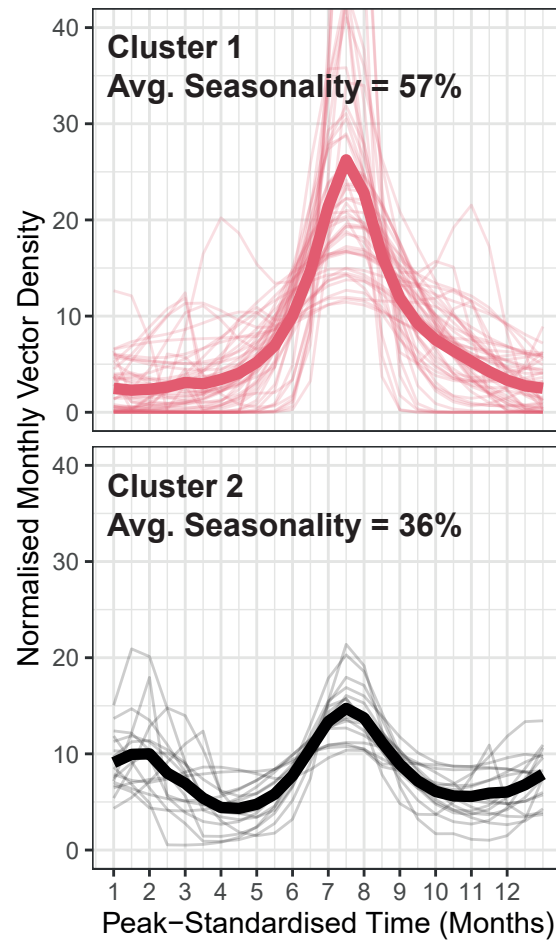 Normalised Monthly Vector Density
Cluster 1
Avg. Seasonality = 57%
40
30
20
10
0
Cluster 2
Avg. Seasonality = 36%
40
30
20
10
0
1 2 3 4 5 6 7 8 9 10 11 12
Peak−Standardised Time (Months)